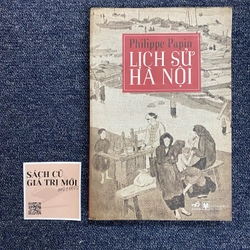 Philippe Papin
LỊCH SỬ
HÀ NỘI
SÁCH CŨ
GIÁ TRỊ MỚI